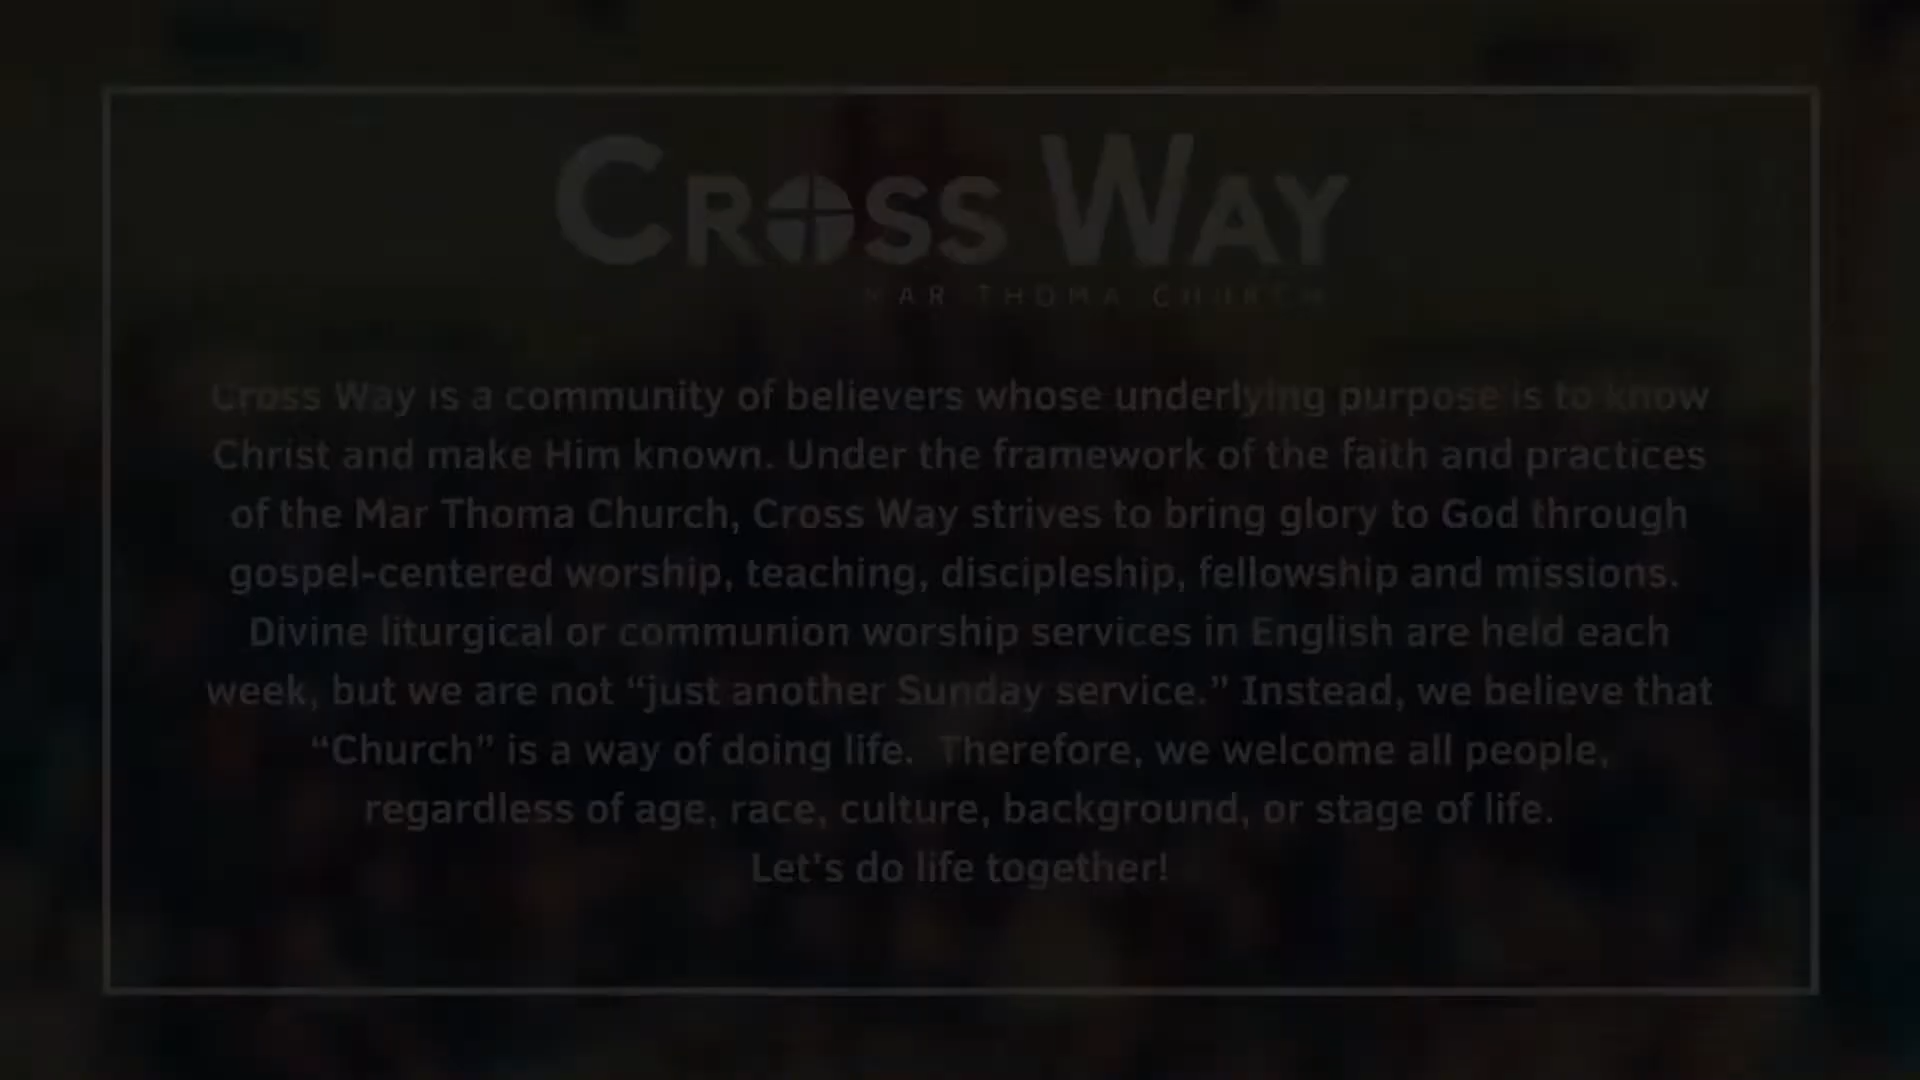 CROSS WAY
MAR THOMA CHURCH
Cross Way is a community of believers whose underlying purpose is to know
Christ and make Him known. Under the framework of the faith and practices
of the Mar Thoma Church, Cross Way strives to bring glory to God through
gospel-centered worship, teaching, discipleship, fellowship and missions.
Divine liturgical or communion worship services in English are held each
week, but we are not “just another Sunday service.” Instead, we believe that
“Church” is a way of doing life.  Therefore, we welcome all people,
regardless of age, race, culture, background, or stage of life.
Let's do life together!